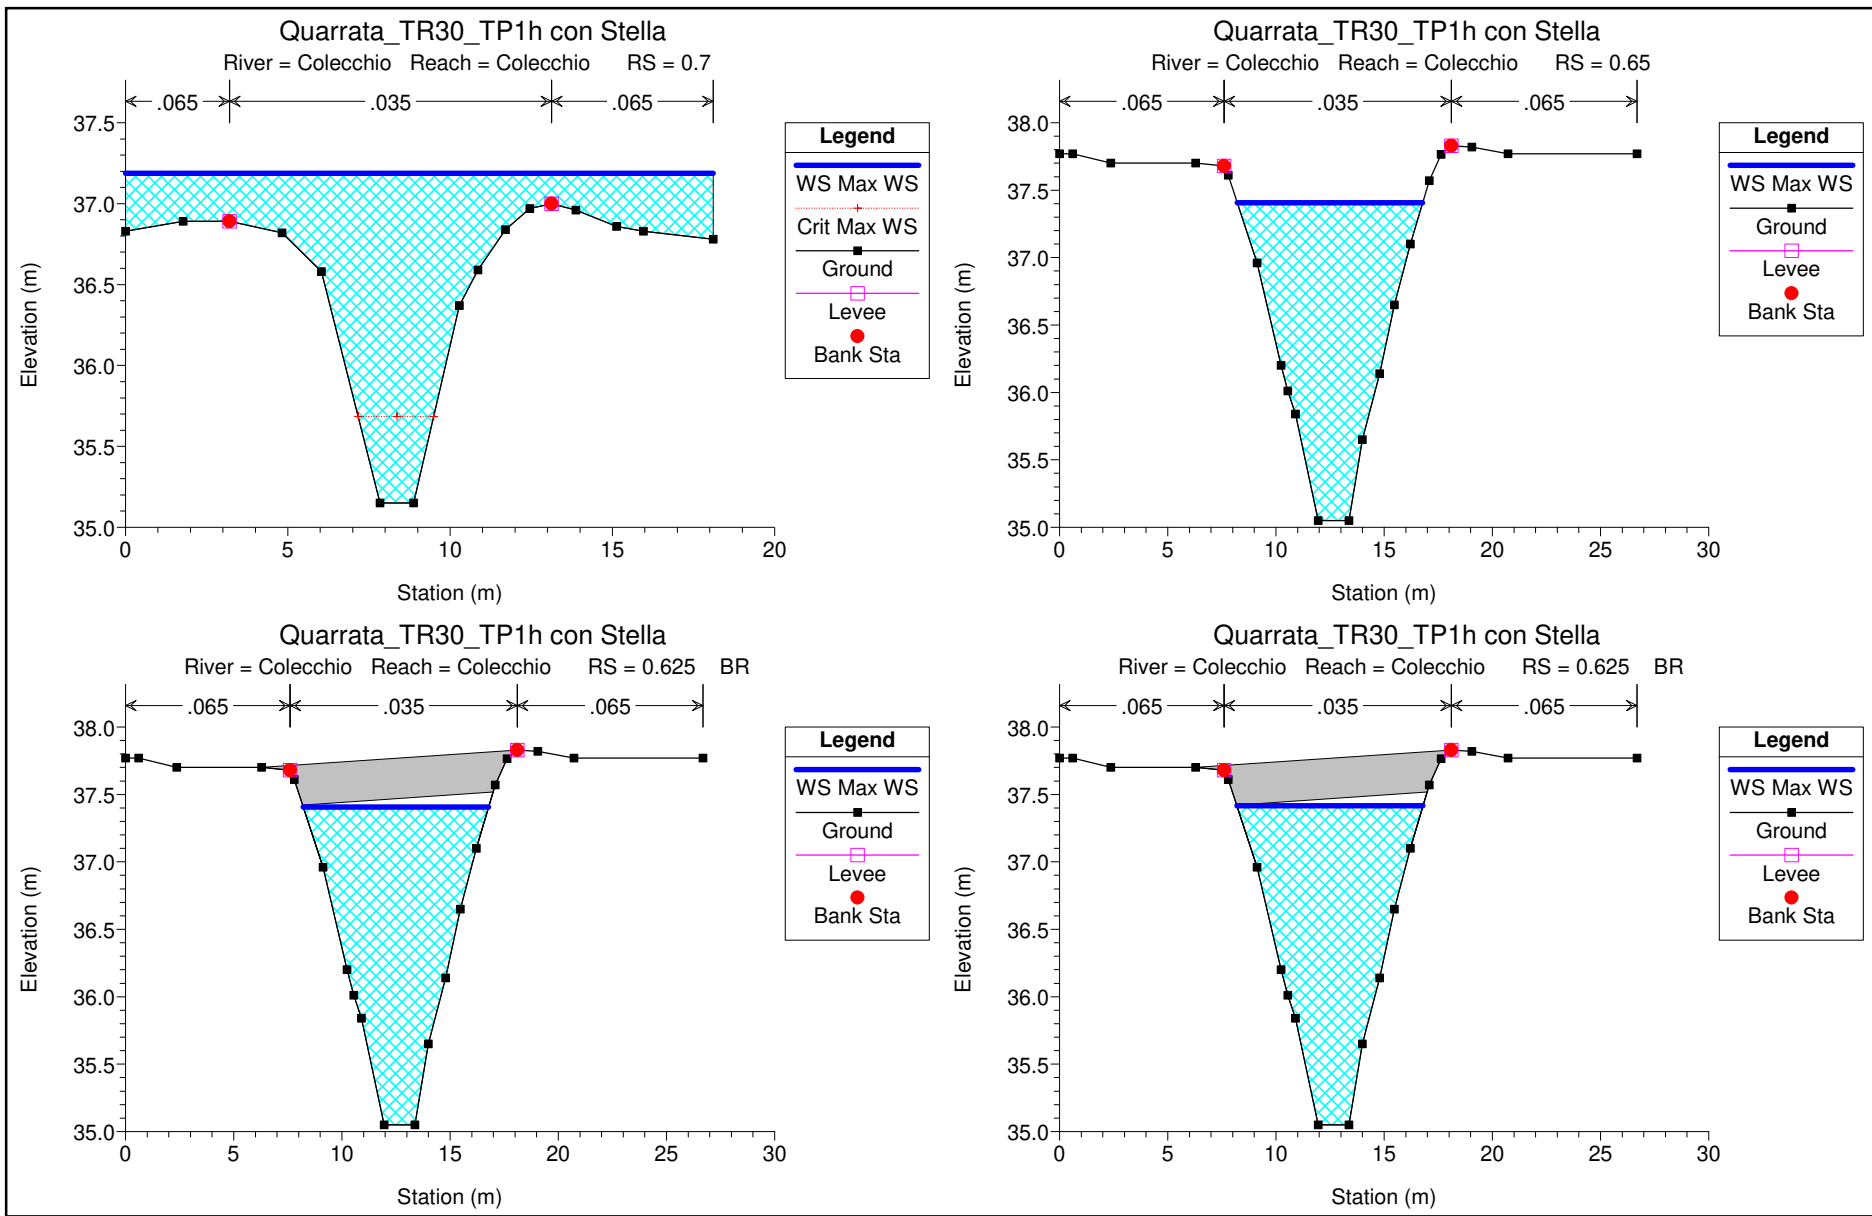 Quarrata_TR30_TP1h con Stella
River = Colecchio Reach = Colecchio RS = 0.7
.065 .035 .065
37.5
37.0
36.5
36.0
35.5
35.0
0 5 10 15 20
Elevation (m)
Station (m)
Legend
WS Max WS
Crit Max WS
Ground
Levee
Bank Sta
Quarrata_TR30_TP1h con Stella
River = Colecchio Reach = Colecchio RS = 0.65
.065 .035 .065
38.0
37.5
37.0
36.5
36.0
35.5
35.0
0 5 10 15 20 25 30
Elevation (m)
Station (m)
Legend
WS Max WS
Ground
Levee
Bank Sta
Quarrata_TR30_TP1h con Stella
River = Colecchio Reach = Colecchio RS = 0.625 BR
.065 .035 .065
38.0
37.5
37.0
36.5
36.0
35.5
35.0
0 5 10 15 20 25 30
Elevation (m)
Station (m)
Legend
WS Max WS
Ground
Levee
Bank Sta
Quarrata_TR30_TP1h con Stella
River = Colecchio Reach = Colecchio RS = 0.625 BR
.065 .035 .065
38.0
37.5
37.0
36.5
36.0
35.5
35.0
0 5 10 15 20 25 30
Elevation (m)
Station (m)
Legend
WS Max WS
Ground
Levee
Bank Sta